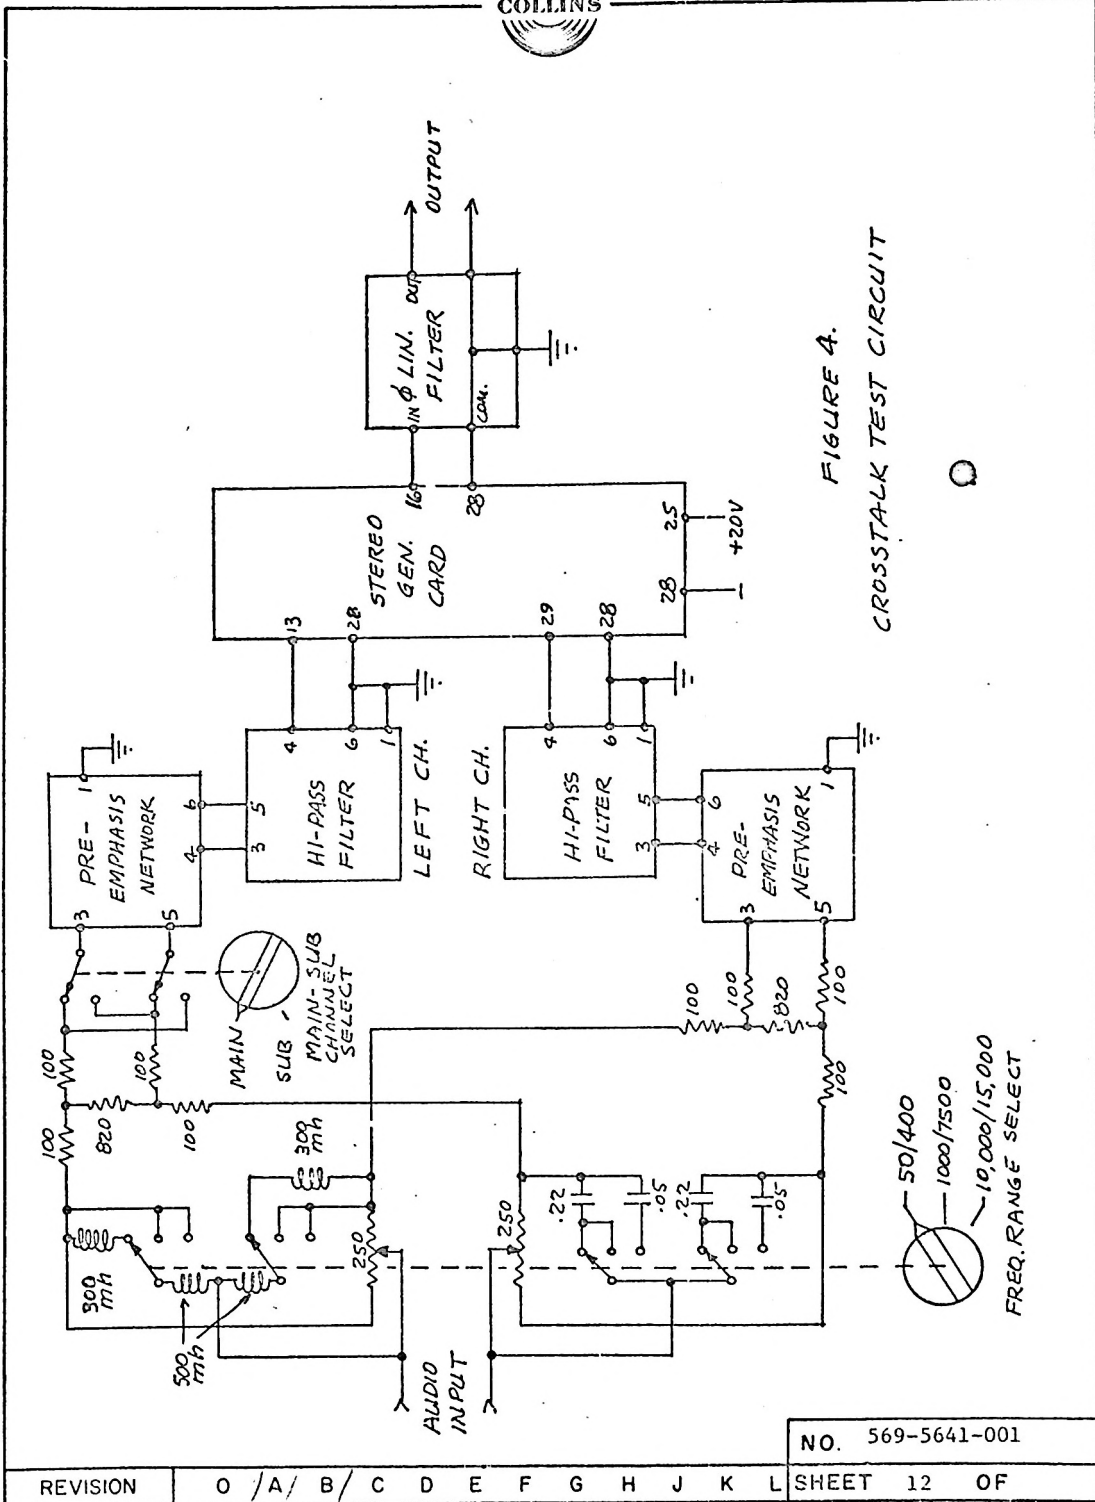 COLLINS
OUTPUT
IN
Φ LIN.
FILTER
OUT
COM.
16
28
STEREO
GEN.
CARD
25
28
+20V
13
28
29
28
4
6
1
HI-PASS
FILTER
3
5
LEFT CH.
RIGHT CH.
4
6
1
HI-PASS
FILTER
3
5
1
PRE-
EMPHASIS
NETWORK
4
6
3
5
4
6
PRE-
EMPHASIS
NETWORK
1
3
5
MAIN
SUB
MAIN-SUB
CHANNEL
SELECT
100
100
820
100
100
100
100
820
100
100
300
mh
300
mh
500
mh
250
250
.22
.05
.22
.05
AUDIO
INPUT
50/400
1000/7500
10,000/15,000
FREQ. RANGE SELECT
FIGURE 4.
CROSSTALK TEST CIRCUIT
NO. 569-5641-001
REVISION O /A/ B/ C D E F G H J K L SHEET 12 OF